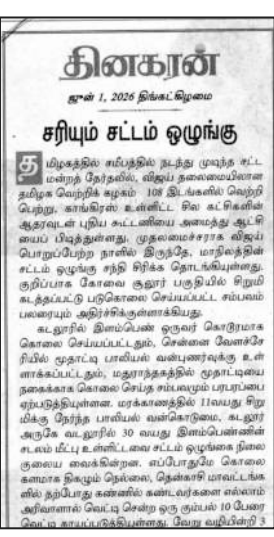 தினகரன்
ஜூன் 1, 2026 திங்கட்கிழமை
சரியும் சட்டம் ஒழுங்கு
தமிழகத்தில் சமீபத்தில் நடந்து முடிந்த சட்ட
மன்றத் தேர்தலில், விஜய் தலைமையிலான
தமிழக வெற்றிக் கழகம் 108 இடங்களில் வெற்றி
பெற்று, காங்கிரஸ் உள்ளிட்ட சில கட்சிகளின்
ஆதரவுடன் புதிய கூட்டணியை அமைத்து ஆட்சி
யைப் பிடித்துள்ளது. முதலமைச்சராக விஜய்
பொறுப்பேற்ற நாளில் இருந்தே, மாநிலத்தின்
சட்டம் ஒழுங்கு சந்தி சிரிக்க தொடங்கியுள்ளது.
குறிப்பாக கோவை சூலூர் பகுதியில் சிறுமி
கடத்தப்பட்டு படுகொலை செய்யப்பட்ட சம்பவம்
பலரையும் அதிர்ச்சிக்குள்ளாக்கியது.
கடலூரில் இளம்பெண் ஒருவர் கொடூரமாக
கொலை செய்யப்பட்டதும், சென்னை வேளச்சே
ரியில் மூதாட்டி பாலியல் வன்புணர்வுக்கு உள்
ளாக்கப்பட்டதும், மதுராந்தகத்தில் மூதாட்டியை
நகைக்காக கொலை செய்த சம்பவமும் பரபரப்பை
ஏற்படுத்தியுள்ளன. மரக்காணத்தில் 11வயது சிறு
மிக்கு நேர்ந்த பாலியல் வன்கொடுமை, கடலூர்
அருகே வடலூரில் 30 வயது இளம்பெண்ணின்
சடலம் மீட்பு உள்ளிட்டவை சட்டம் ஒழுங்கை நிலை
குலைய வைக்கின்றன. எப்போதுமே கொலை
களமாக திகழும் நெல்லை, தென்காசி மாவட்டங்க
ளில் தற்போது கண்ணில் கண்டவர்களை எல்லாம்
அரிவாளால் வெட்டி சென்ற ஒரு கும்பல் 10 பேரை
வெட்டி காயப்படுத்தியுள்ளது. வேறு வழியின்றி 3